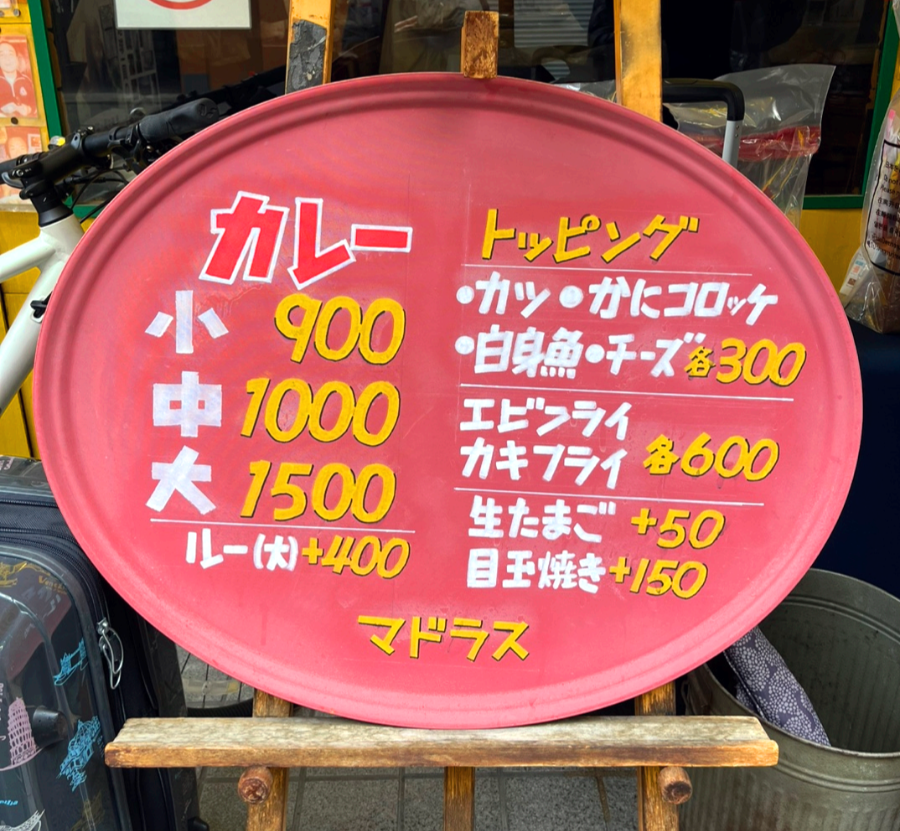 カレー
小 900
中 1000
大 1500
ルー(大)+400
トッピング
・カツ ・かにコロッケ
・白身魚・チーズ 各300
エビフライ
カキフライ 各600
生たまご +50
目玉焼き+150
マドラス